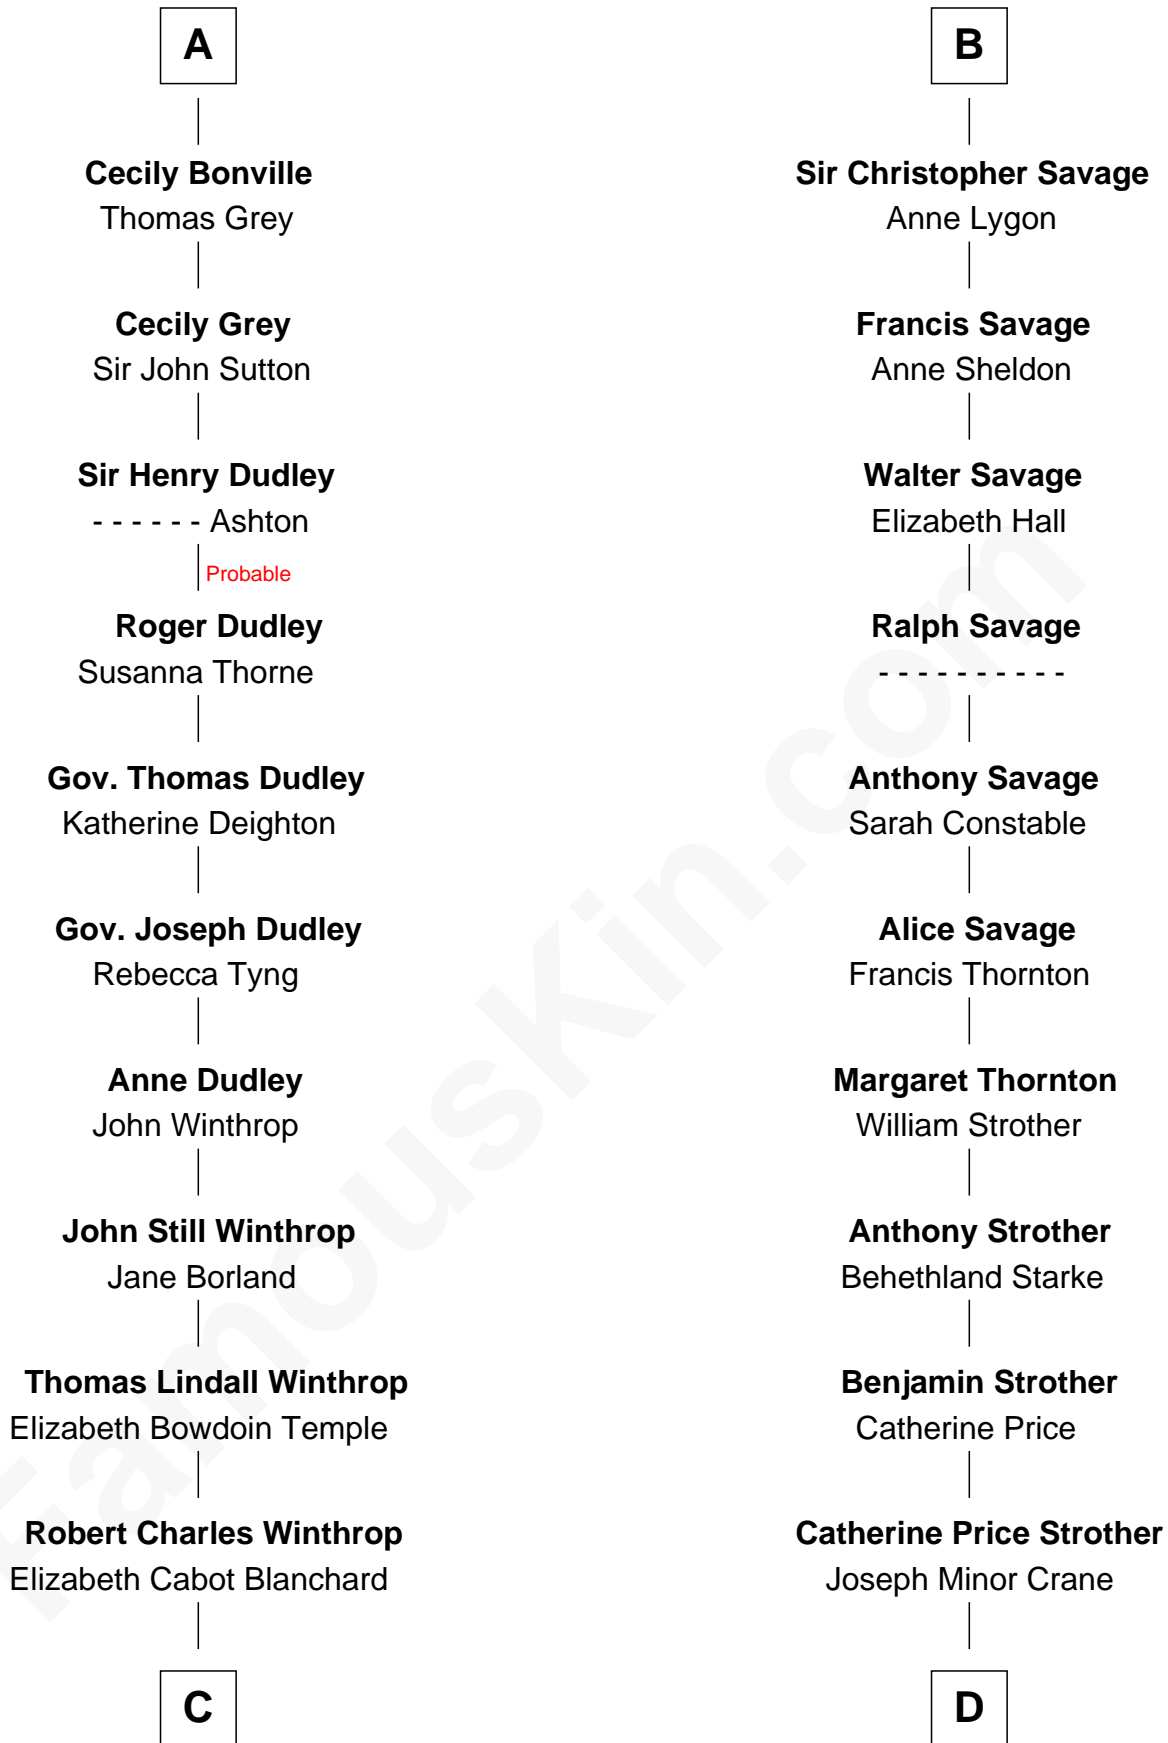 A
Cecily Bonville
Thomas Grey
Cecily Grey
Sir John Sutton
Sir Henry Dudley
- - - - - - Ashton
Probable
Roger Dudley
Susanna Thorne
Gov. Thomas Dudley
Katherine Deighton
Gov. Joseph Dudley
Rebecca Tyng
Anne Dudley
John Winthrop
John Still Winthrop
Jane Borland
Thomas Lindall Winthrop
Elizabeth Bowdoin Temple
Robert Charles Winthrop
Elizabeth Cabot Blanchard
C
B
Sir Christopher Savage
Anne Lygon
Francis Savage
Anne Sheldon
Walter Savage
Elizabeth Hall
Ralph Savage
- - - - - - - - - -
Anthony Savage
Sarah Constable
Alice Savage
Francis Thornton
Margaret Thornton
William Strother
Anthony Strother
Behethland Starke
Benjamin Strother
Catherine Price
Catherine Price Strother
Joseph Minor Crane
D
FamousKin.com